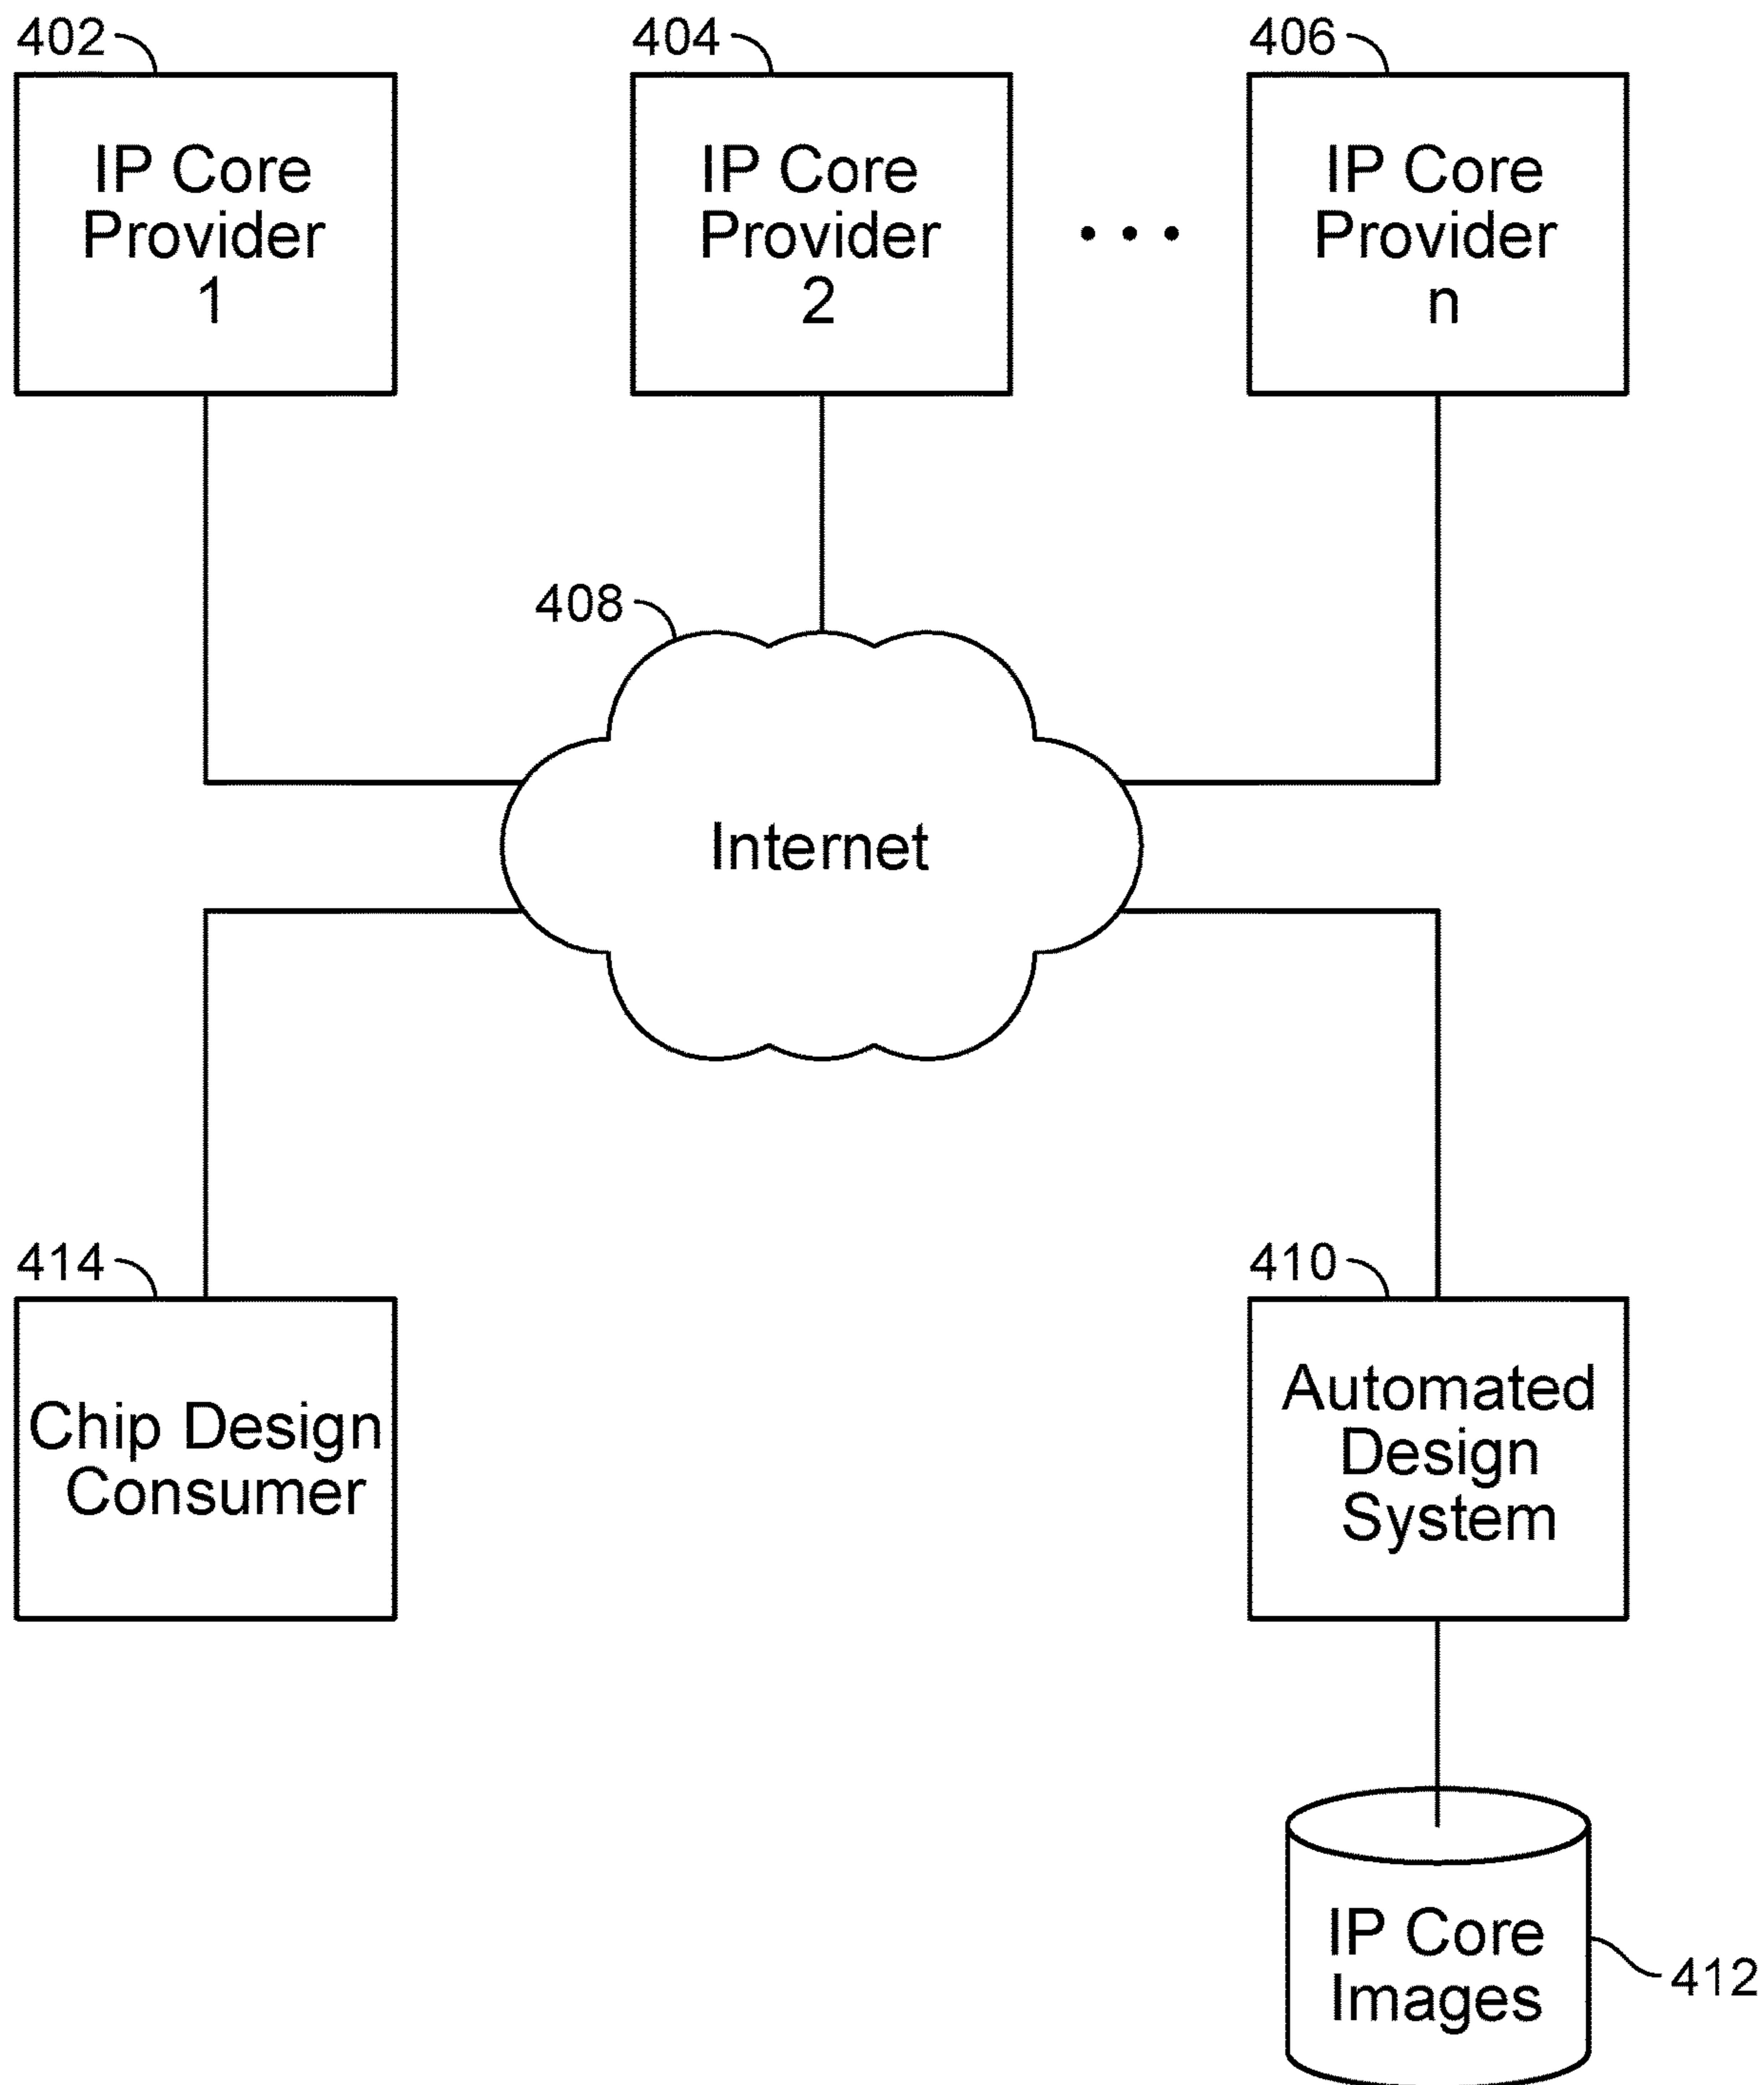 402
404
406
IP Core
Provider
1
IP Core
Provider
2
IP Core
Provider
n
408
Internet
414
410
Chip Design
Consumer
Automated
Design
System
IP Core
Images
412